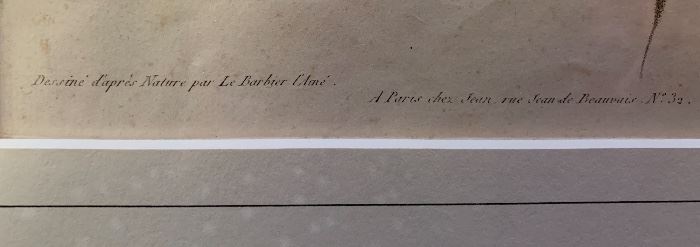 Dessiné d'après Nature par Le Barbier l'Ainé.
A Paris chez Jean, rue Jean de Beauvais. N.º 32.